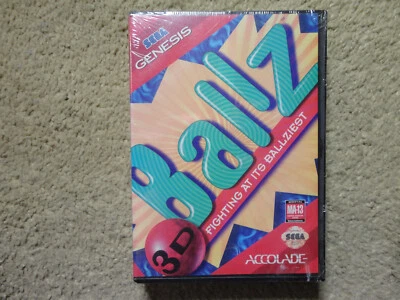 SEGA
GENESIS
Ballz
3D
FIGHTING AT ITS BALLZIEST
MA-13
SEGA
ACCOLADE